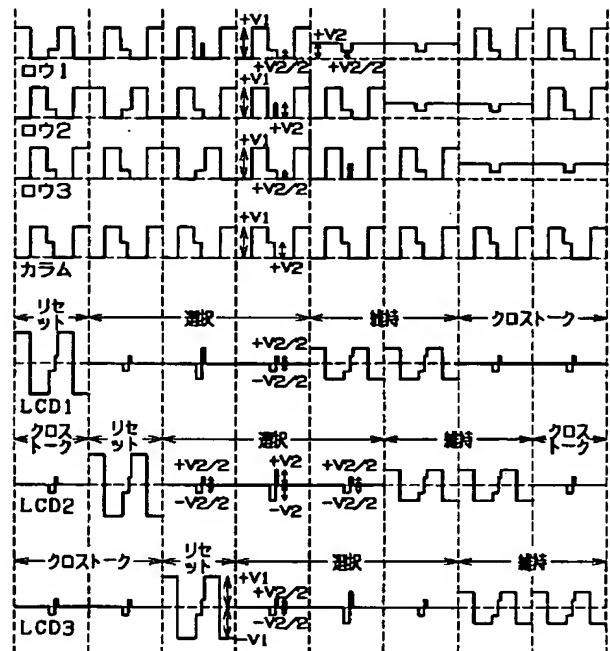 +V1
+V2
+V2/2
+V2/2
ロウ1
+V1
+V2
ロウ2
+V1
+V2/2
ロウ3
+V1
+V2
カラム
リセット
選択
維持
クロストーク
+V2/2
-V2/2
LCD1
クロストーク
リセット
選択
維持
クロストーク
+V2/2
-V2/2
+V2
-V2
+V2/2
-V2/2
LCD2
クロストーク
リセット
選択
維持
+V1
-V1
+V2/2
-V2/2
LCD3